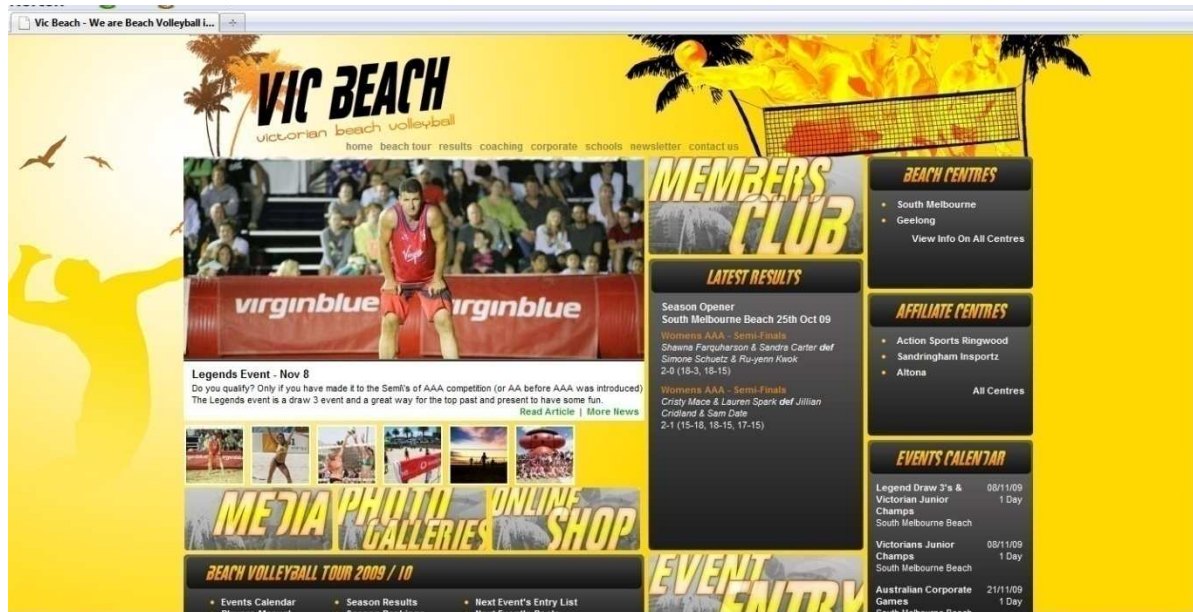 Vic Beach - We are Beach Volleyball i...
VIC BEACH
victorian beach volleyball
home beach tour results coaching corporate schools newsletter contact us
virginblue
virginblue
Virgin
Legends Event - Nov 8
Do you qualify? Only if you have made it to the Semi\'s of AAA competition (or AA before AAA was introduced)
The Legends event is a draw 3 event and a great way for the top past and present to have some fun.
Read Article | More News
MEDIA
PHOTO
GALLERIES
ONLINE
SHOP
BEACH VOLLEYBALL TOUR 2009 / 10
Events Calendar
Season Results
Next Event's Entry List
MEMBERS
CLUB
LATEST RESULTS
Season Opener
South Melbourne Beach 25th Oct 09
Womens AAA - Semi-Finals
Shawna Farquharson & Sandra Carter def
Simone Schuetz & Ru-yenn Kwok
2-0 (18-3, 18-15)
Womens AAA - Semi-Finals
Cristy Mace & Lauren Spark def Jillian
Cridland & Sam Date
2-1 (15-18, 18-15, 17-15)
EVENT
ENTRY
BEACH CENTRES
South Melbourne
Geelong
View Info On All Centres
AFFILIATE CENTRES
Action Sports Ringwood
Sandringham Insportz
Altona
All Centres
EVENTS CALENDAR
Legend Draw 3's & 08/11/09
Victorian Junior 1 Day
Champs
South Melbourne Beach
Victorians Junior 08/11/09
Champs 1 Day
South Melbourne Beach
Australian Corporate 21/11/09
Games 1 Day